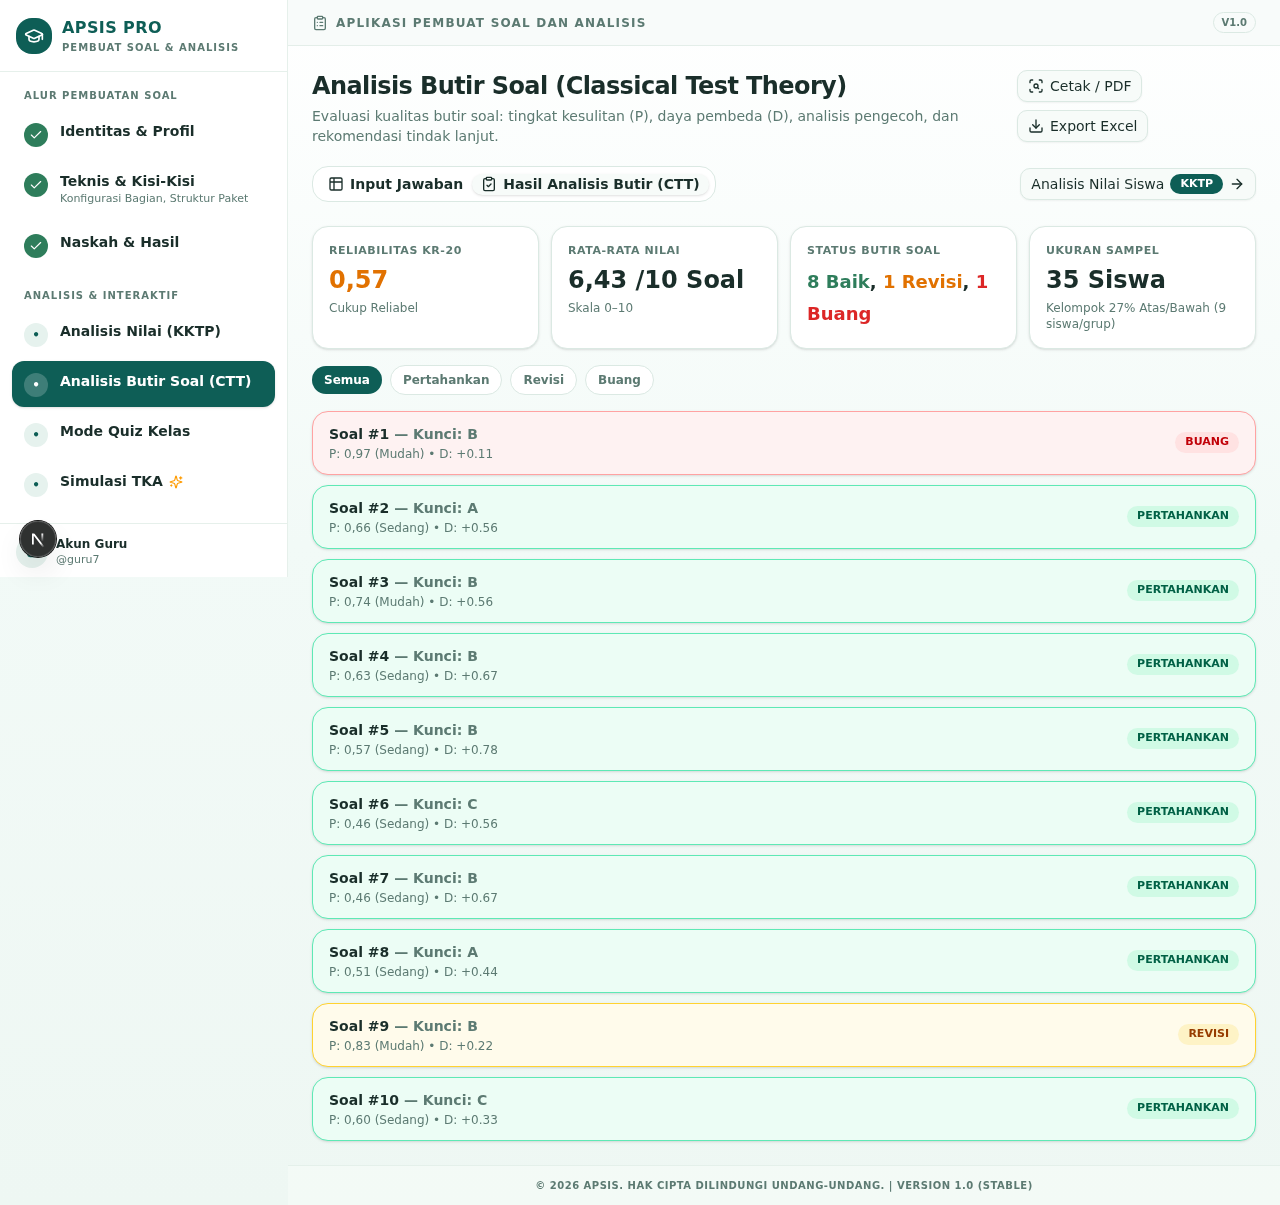 APSIS PRO
PEMBUAT SOAL & ANALISIS
ALUR PEMBUATAN SOAL
Identitas & Profil
Teknis & Kisi-Kisi
Konfigurasi Bagian, Struktur Paket
Naskah & Hasil
ANALISIS & INTERAKTIF
Analisis Nilai (KKTP)
Analisis Butir Soal (CTT)
Mode Quiz Kelas
Simulasi TKA
N
Akun Guru
@guru7
APLIKASI PEMBUAT SOAL DAN ANALISIS
V1.0
Analisis Butir Soal (Classical Test Theory)
Evaluasi kualitas butir soal: tingkat kesulitan (P), daya pembeda (D), analisis pengecoh, dan
rekomendasi tindak lanjut.
Cetak / PDF
Export Excel
Input Jawaban
Hasil Analisis Butir (CTT)
Analisis Nilai Siswa KKTP
RELIABILITAS KR-20
0,57
Cukup Reliabel
RATA-RATA NILAI
6,43 /10 Soal
Skala 0–10
STATUS BUTIR SOAL
8 Baik, 1 Revisi, 1
Buang
UKURAN SAMPEL
35 Siswa
Kelompok 27% Atas/Bawah (9
siswa/grup)
Semua
Pertahankan
Revisi
Buang
Soal #1 — Kunci: B
P: 0,97 (Mudah) • D: +0.11
BUANG
Soal #2 — Kunci: A
P: 0,66 (Sedang) • D: +0.56
PERTAHANKAN
Soal #3 — Kunci: B
P: 0,74 (Mudah) • D: +0.56
PERTAHANKAN
Soal #4 — Kunci: B
P: 0,63 (Sedang) • D: +0.67
PERTAHANKAN
Soal #5 — Kunci: B
P: 0,57 (Sedang) • D: +0.78
PERTAHANKAN
Soal #6 — Kunci: C
P: 0,46 (Sedang) • D: +0.56
PERTAHANKAN
Soal #7 — Kunci: B
P: 0,46 (Sedang) • D: +0.67
PERTAHANKAN
Soal #8 — Kunci: A
P: 0,51 (Sedang) • D: +0.44
PERTAHANKAN
Soal #9 — Kunci: B
P: 0,83 (Mudah) • D: +0.22
REVISI
Soal #10 — Kunci: C
P: 0,60 (Sedang) • D: +0.33
PERTAHANKAN
© 2026 APSIS. HAK CIPTA DILINDUNGI UNDANG-UNDANG. | VERSION 1.0 (STABLE)